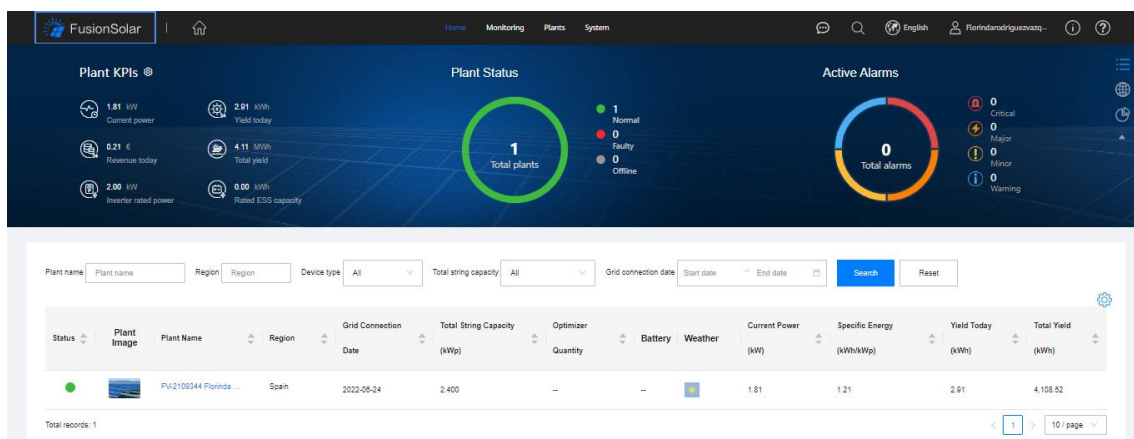 FusionSolar
Home Monitoring Plants System
English
Florindarodriguezvazq...
Plant KPIs
1.81 kW
Current power
2.91 kWh
Yield today
0.21 €
Revenue today
4.11 MWh
Total yield
2.00 kW
Inverter rated power
0.00 kWh
Rated ESS capacity
Plant Status
1
Total plants
1
Normal
0
Faulty
0
Offline
Active Alarms
0
Total alarms
0
Critical
0
Major
0
Minor
0
Warning
Plant name Plant name Region Region Device type All Total string capacity All Grid connection date Start date → End date Search Reset
Status Plant Image Plant Name Region Grid Connection Date Total String Capacity (kWp) Optimizer Quantity Battery Weather Current Power (kW) Specific Energy (kWh/kWp) Yield Today (kWh) Total Yield (kWh)
FV-2109344 Florinda ... Spain 2022-06-24 2.400 -- -- 1.81 1.21 2.91 4,108.52
Total records: 1
< 1 > 10 / page